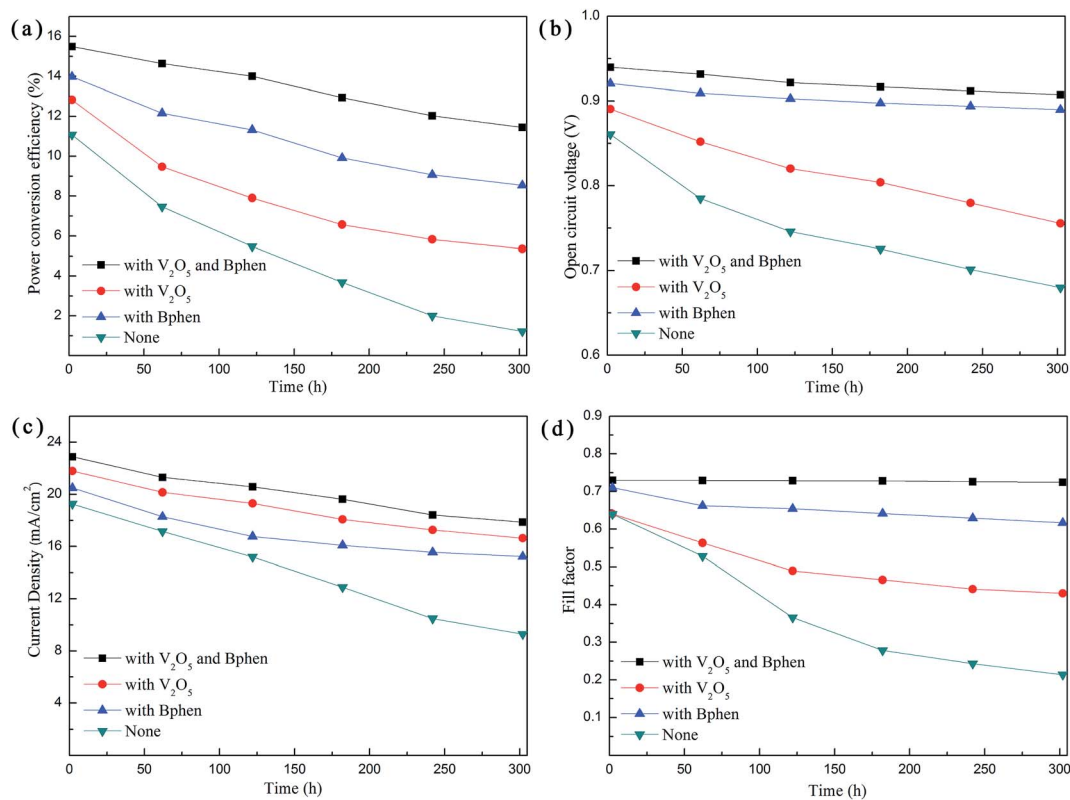 (a)
16
14
12
10
8
6
4
2
Power conversion efficiency (%)
with V₂O₅ and Bphen
with V₂O₅
with Bphen
None
0 50 100 150 200 250 300
Time (h)
(b)
1.0
0.9
0.8
0.7
0.6
Open circuit voltage (V)
with V₂O₅ and Bphen
with V₂O₅
with Bphen
None
0 50 100 150 200 250 300
Time (h)
(c)
24
20
16
12
8
4
Current Density (mA/cm²)
with V₂O₅ and Bphen
with V₂O₅
with Bphen
None
0 50 100 150 200 250 300
Time (h)
(d)
0.9
0.8
0.7
0.6
0.5
0.4
0.3
0.2
0.1
Fill factor
with V₂O₅ and Bphen
with V₂O₅
with Bphen
None
0 50 100 150 200 250 300
Time (h)